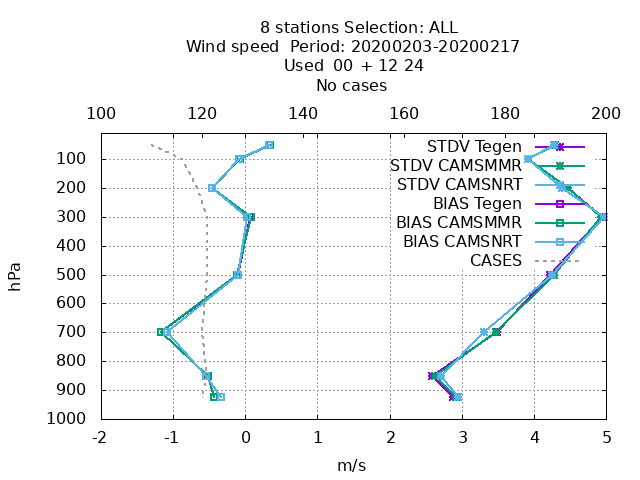 8 stations Selection: ALL
Wind speed  Period: 20200203-20200217
Used  00 + 12 24
No cases
100 120 140 160 180 200
STDV Tegen
STDV CAMSMMR
STDV CAMSNRT
BIAS Tegen
BIAS CAMSMMR
BIAS CAMSNRT
CASES
100
200
300
400
500
600
700
800
900
1000
hPa
-2 -1 0 1 2 3 4 5
m/s